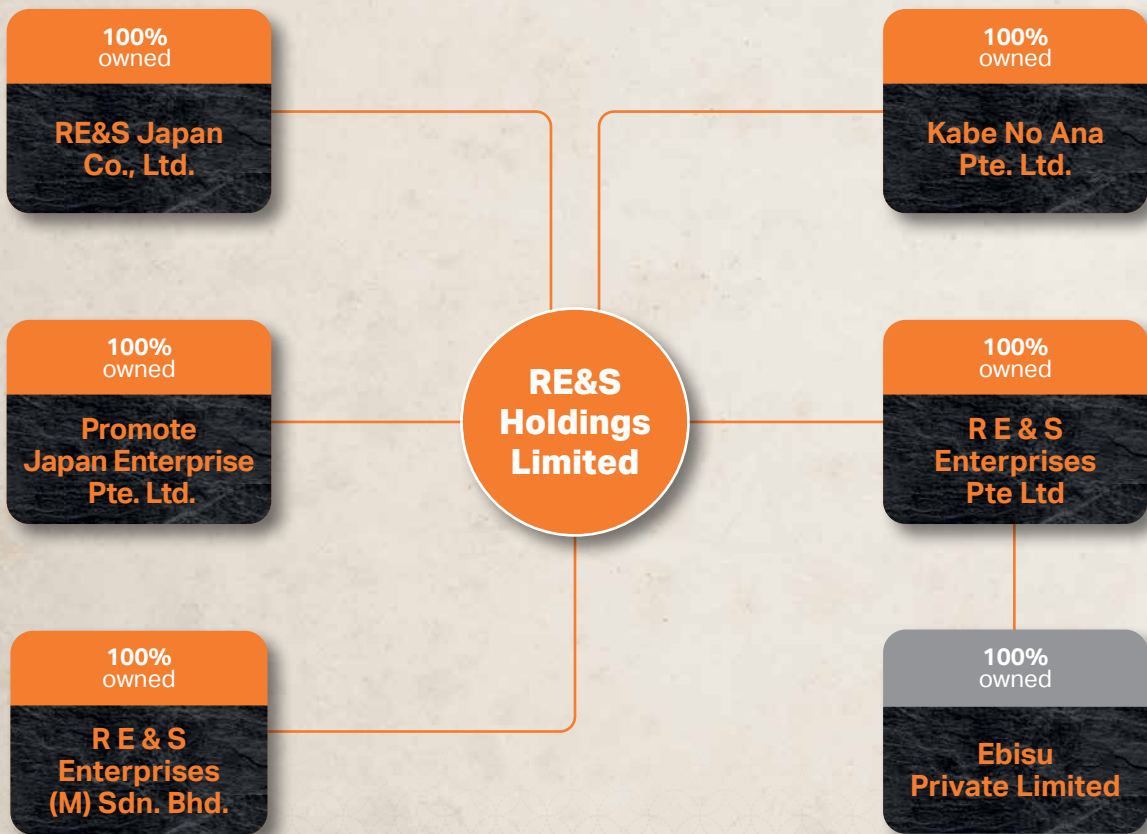 100%
owned
RE&S Japan
Co., Ltd.
100%
owned
Kabe No Ana
Pte. Ltd.
100%
owned
Promote
Japan Enterprise
Pte. Ltd.
RE&S
Holdings
Limited
100%
owned
R E & S
Enterprises
Pte Ltd
100%
owned
R E & S
Enterprises
(M) Sdn. Bhd.
100%
owned
Ebisu
Private Limited